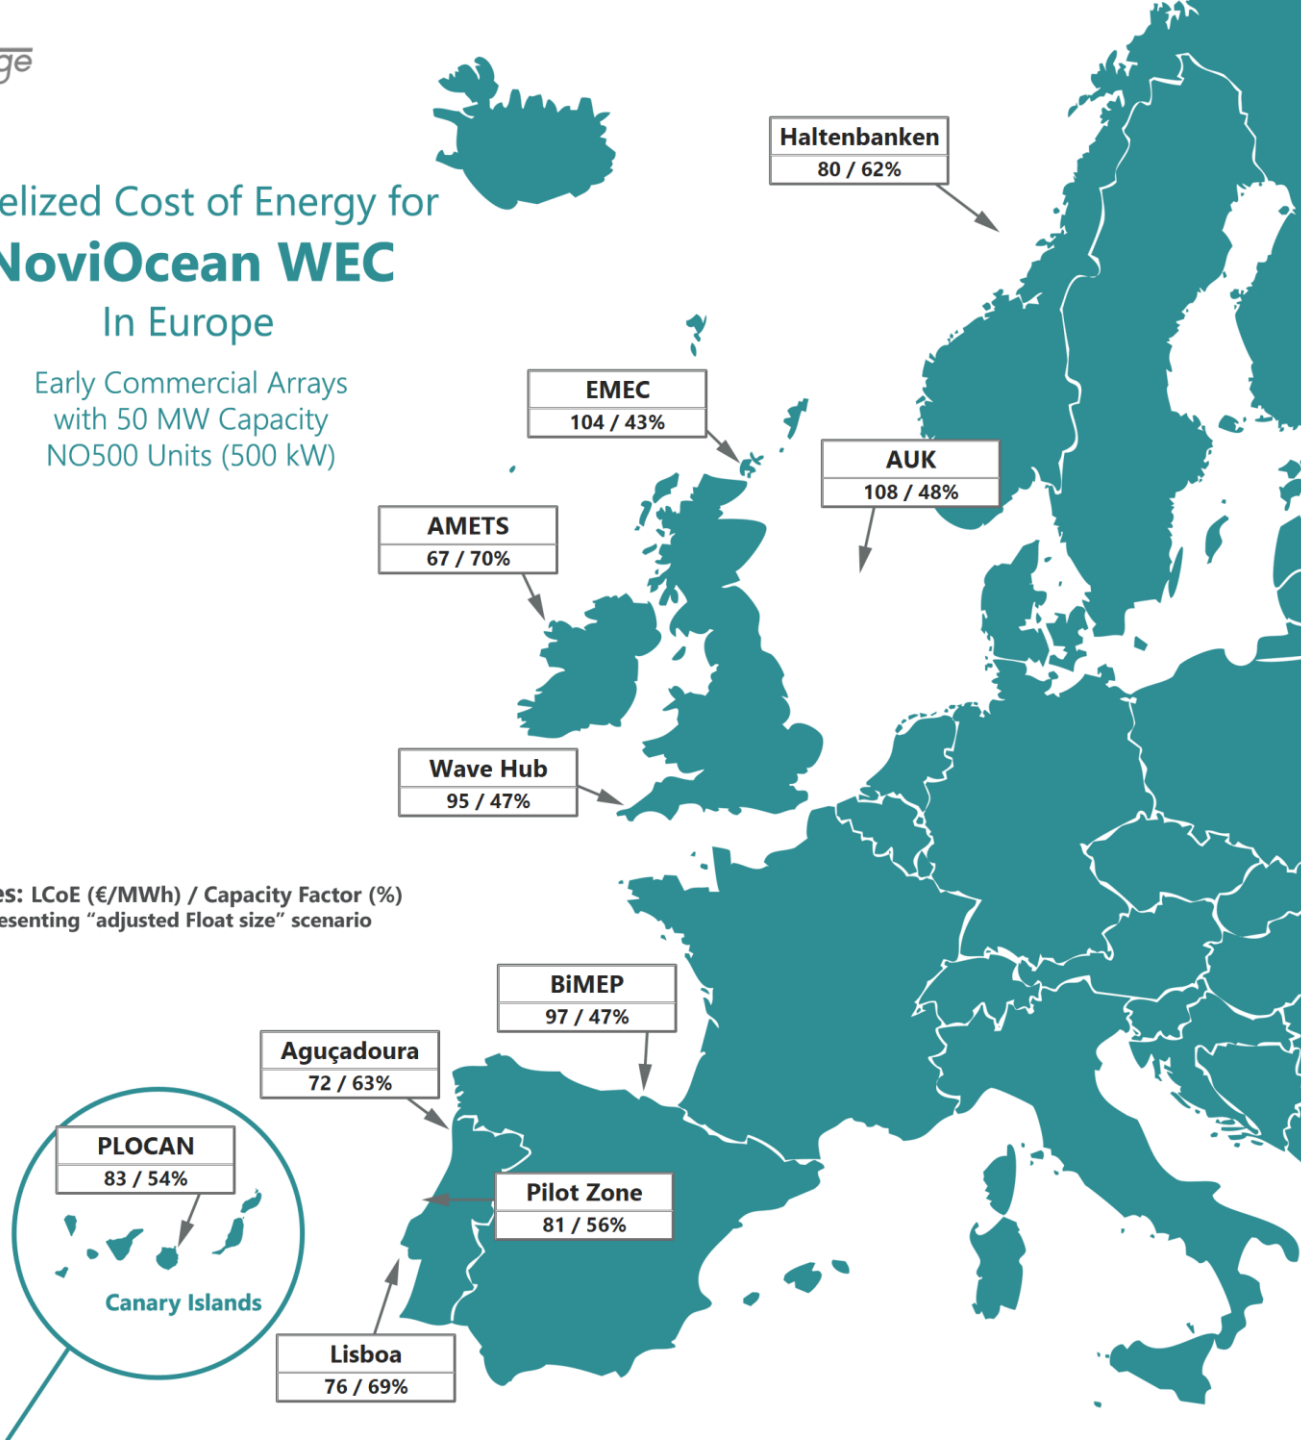 ge
elized Cost of Energy for
NoviOcean WEC
In Europe
Early Commercial Arrays
with 50 MW Capacity
NO500 Units (500 kW)
Haltenbanken
80 / 62%
EMEC
104 / 43%
AUK
108 / 48%
AMETS
67 / 70%
Wave Hub
95 / 47%
es: LCoE (€/MWh) / Capacity Factor (%)
esenting “adjusted Float size” scenario
BiMEP
97 / 47%
Aguçadoura
72 / 63%
PLOCAN
83 / 54%
Pilot Zone
81 / 56%
Canary Islands
Lisboa
76 / 69%